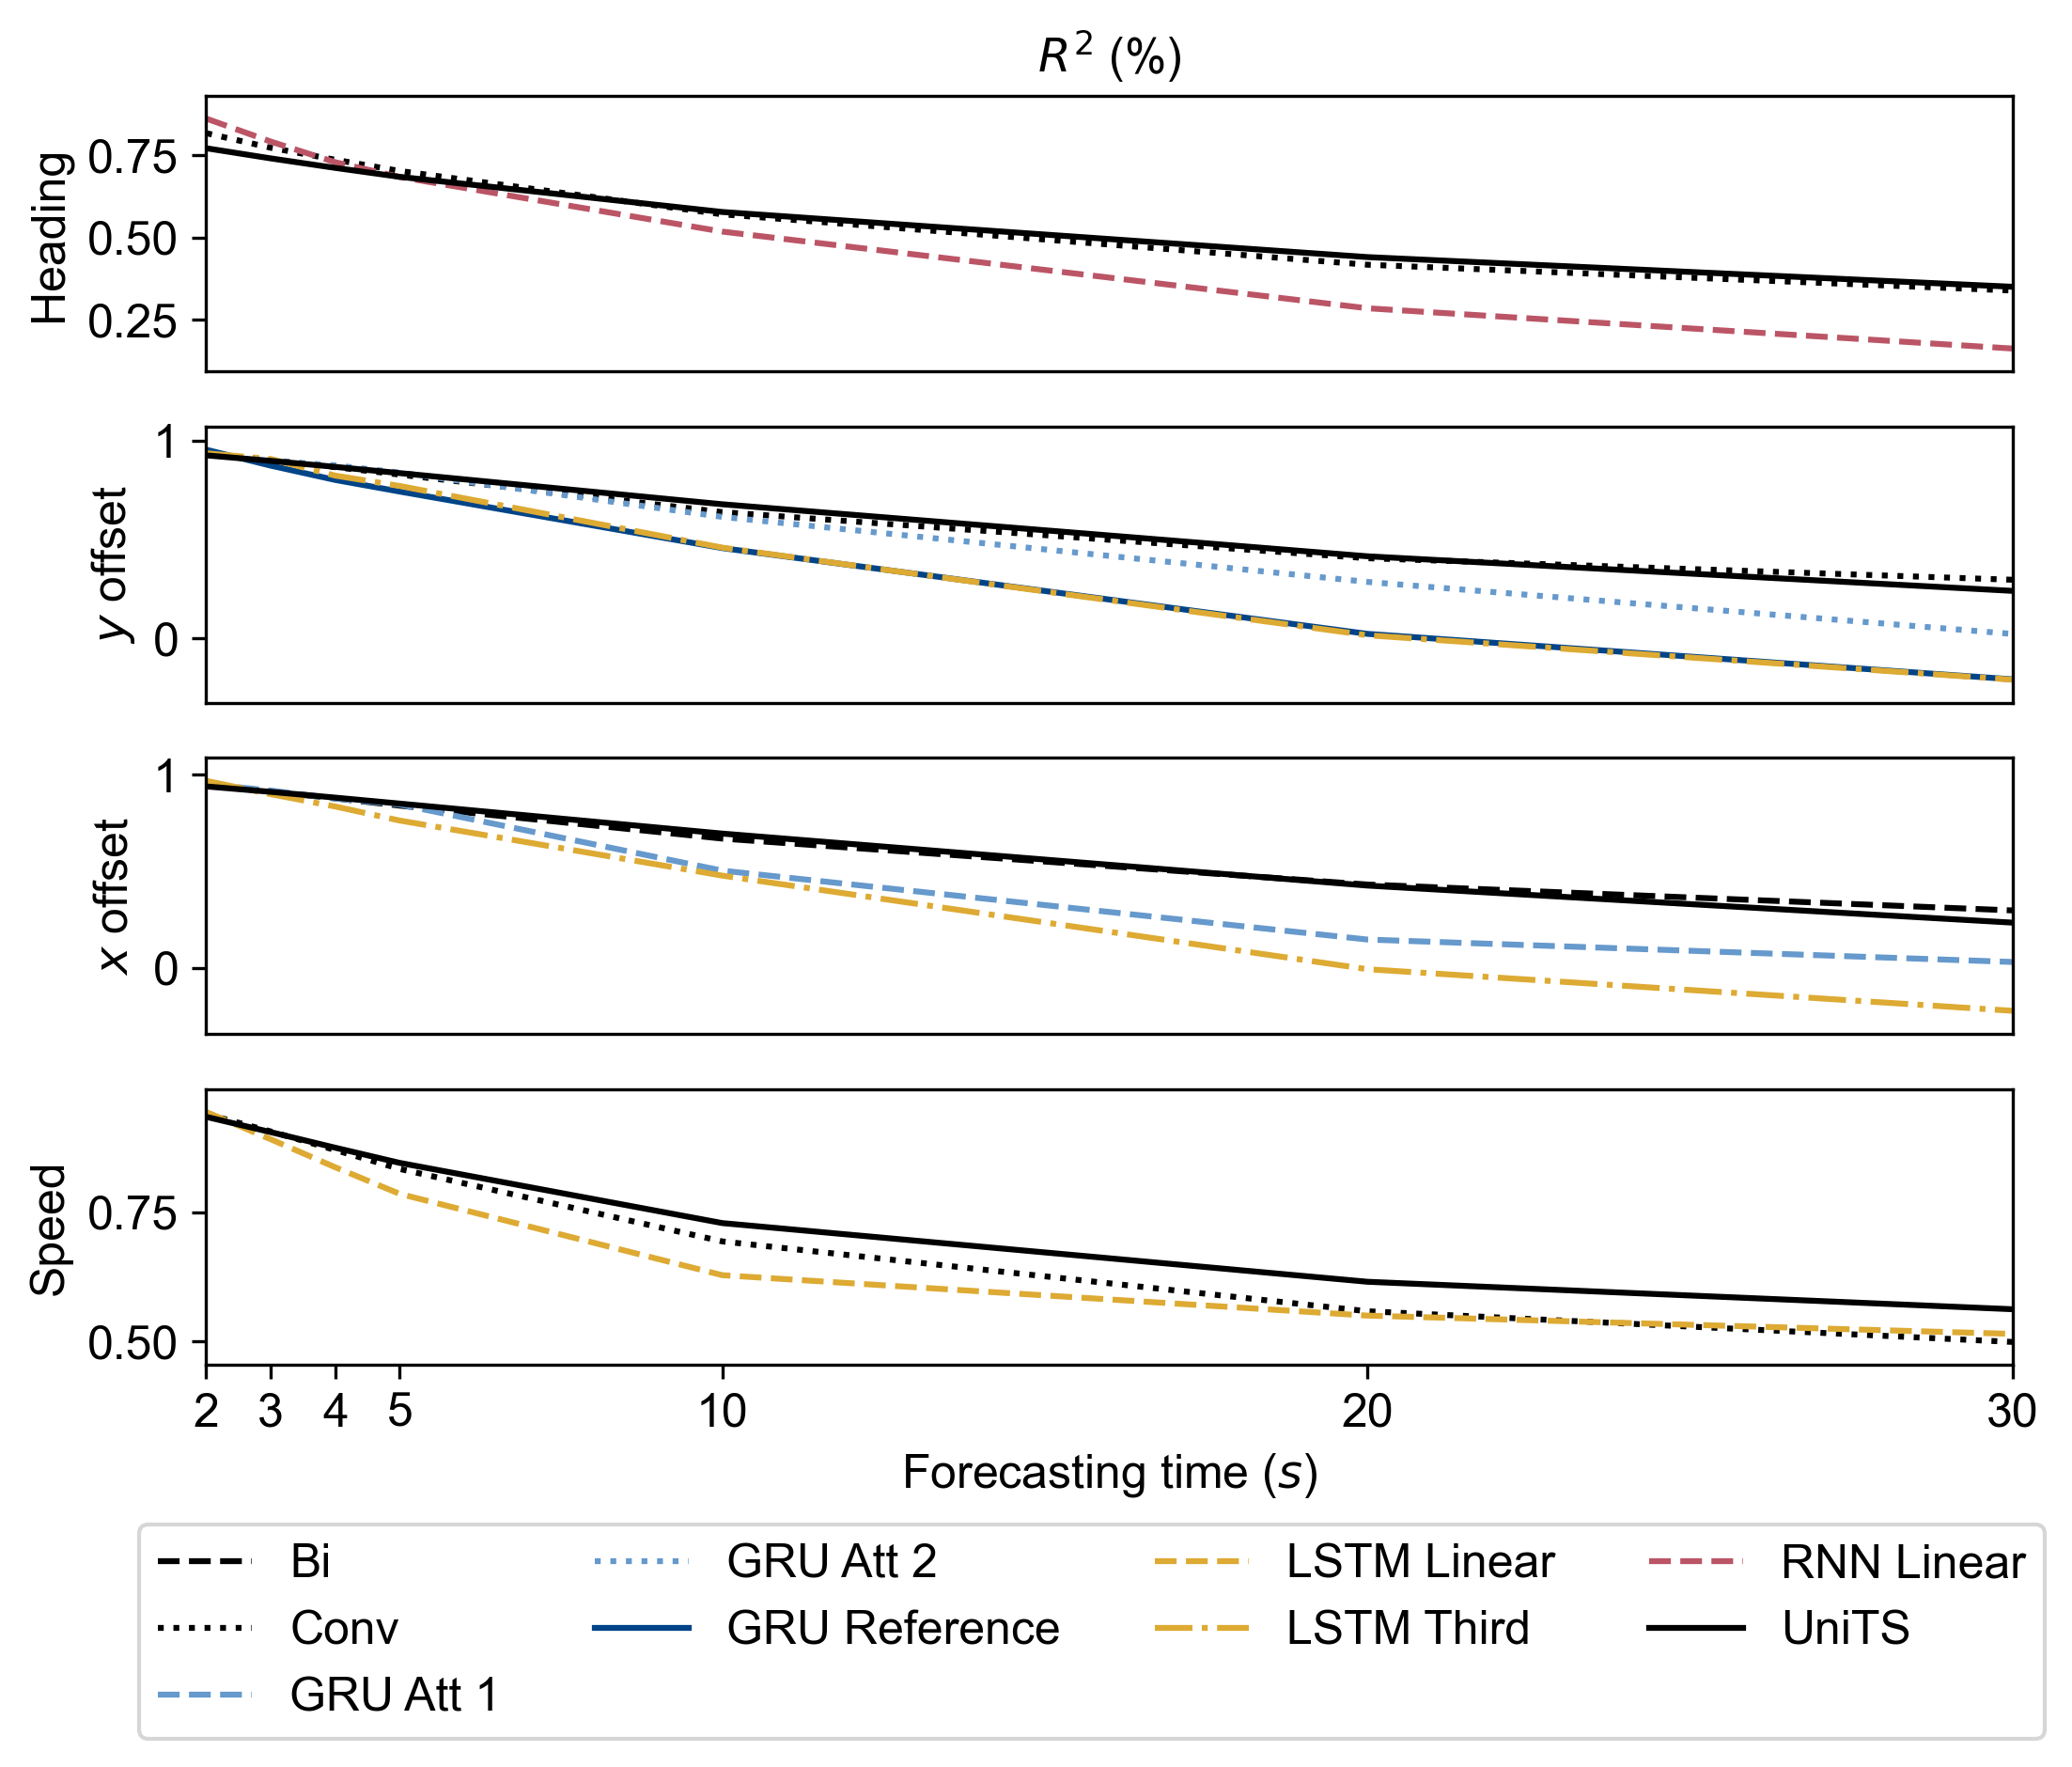 R² (%)
Heading
0.75
0.50
0.25
y offset
1
0
x offset
1
0
Speed
0.75
0.50
2 3 4 5 10 20 30
Forecasting time (s)
Bi
Conv
GRU Att 1
GRU Att 2
GRU Reference
LSTM Linear
LSTM Third
RNN Linear
UniTS